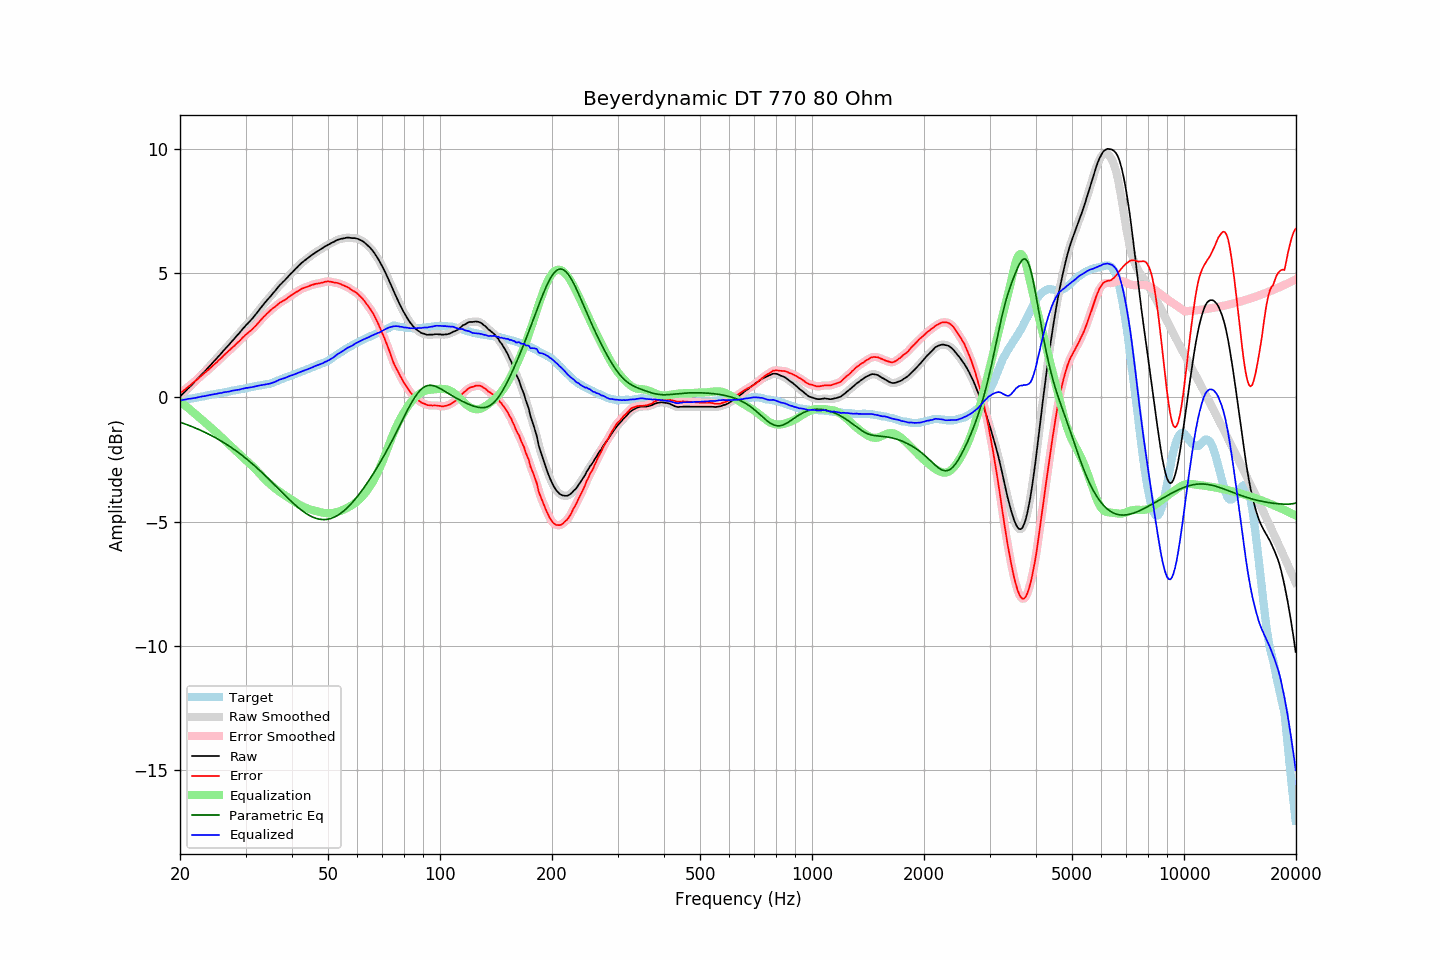 Beyerdynamic DT 770 80 Ohm
10
5
0
−5
−10
−15
Amplitude (dBr)
Target
Raw Smoothed
Error Smoothed
Raw
Error
Equalization
Parametric Eq
Equalized
20
50
100
200
500
1000
2000
5000
10000
20000
Frequency (Hz)